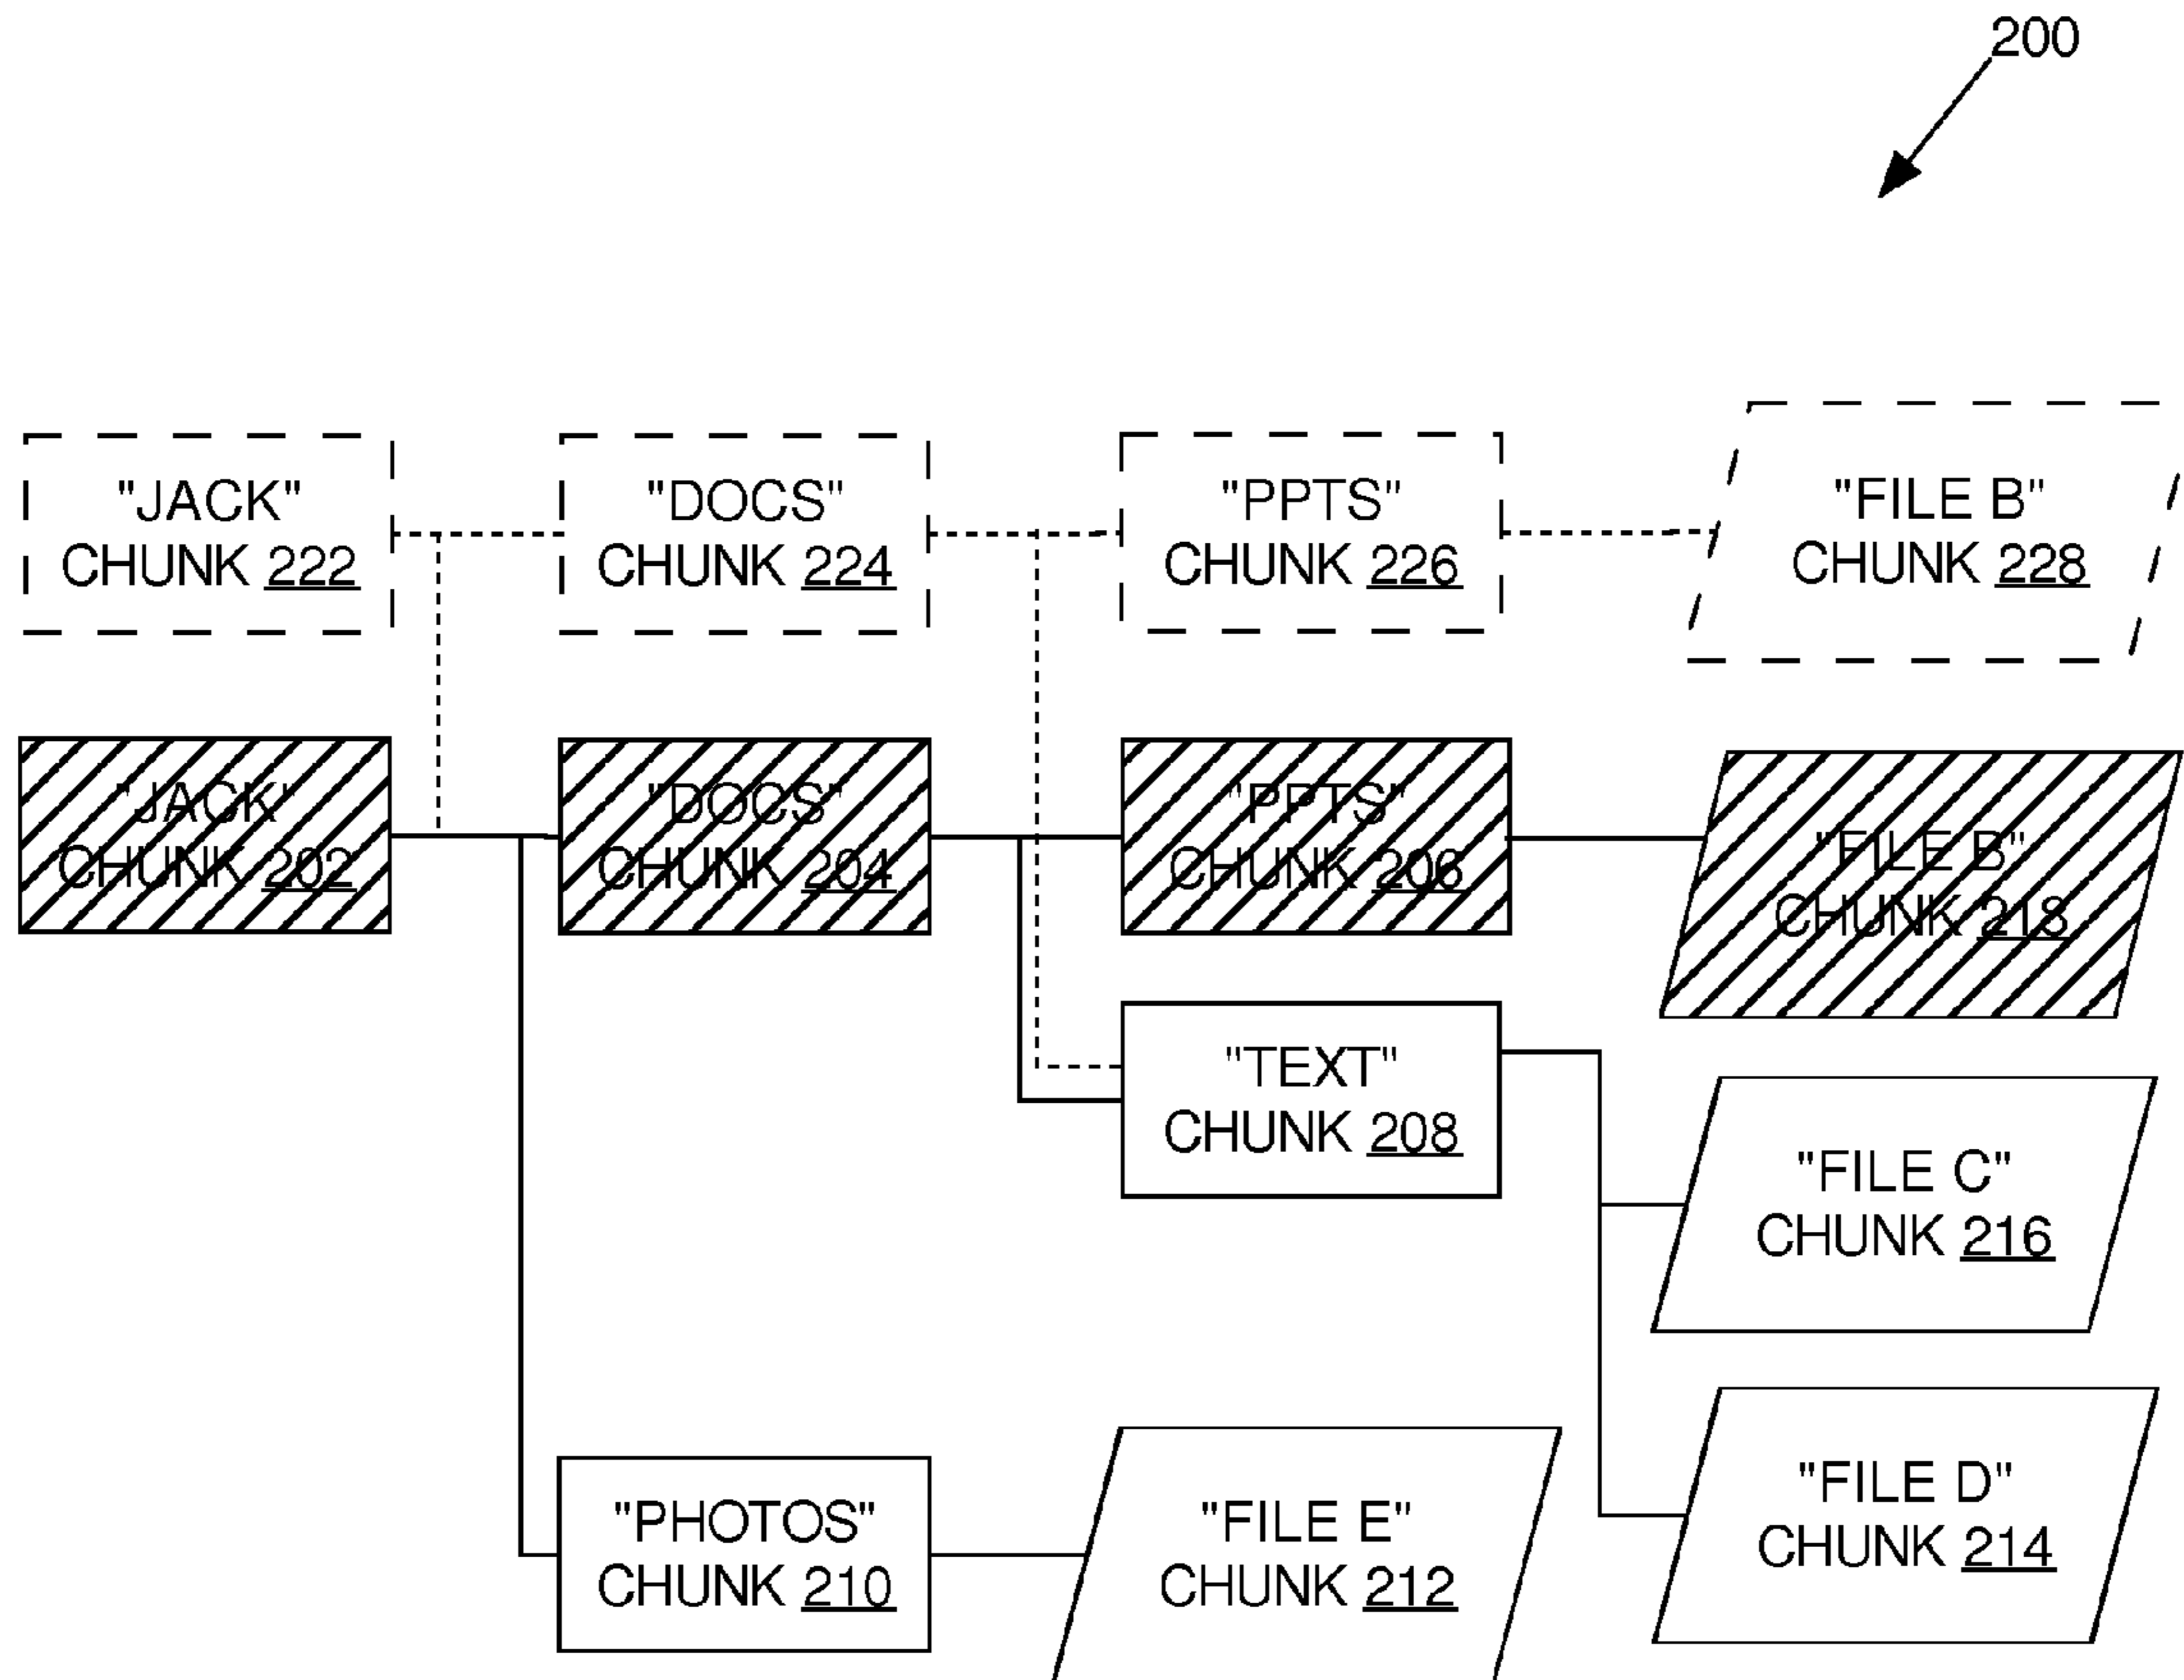 200
"JACK"
CHUNK 222
"DOCS"
CHUNK 224
"PPTS"
CHUNK 226
"FILE B"
CHUNK 228
"JACK"
CHUNK 202
"DOCS"
CHUNK 204
"PPTS"
CHUNK 206
"FILE B"
CHUNK 218
"TEXT"
CHUNK 208
"FILE C"
CHUNK 216
"PHOTOS"
CHUNK 210
"FILE E"
CHUNK 212
"FILE D"
CHUNK 214